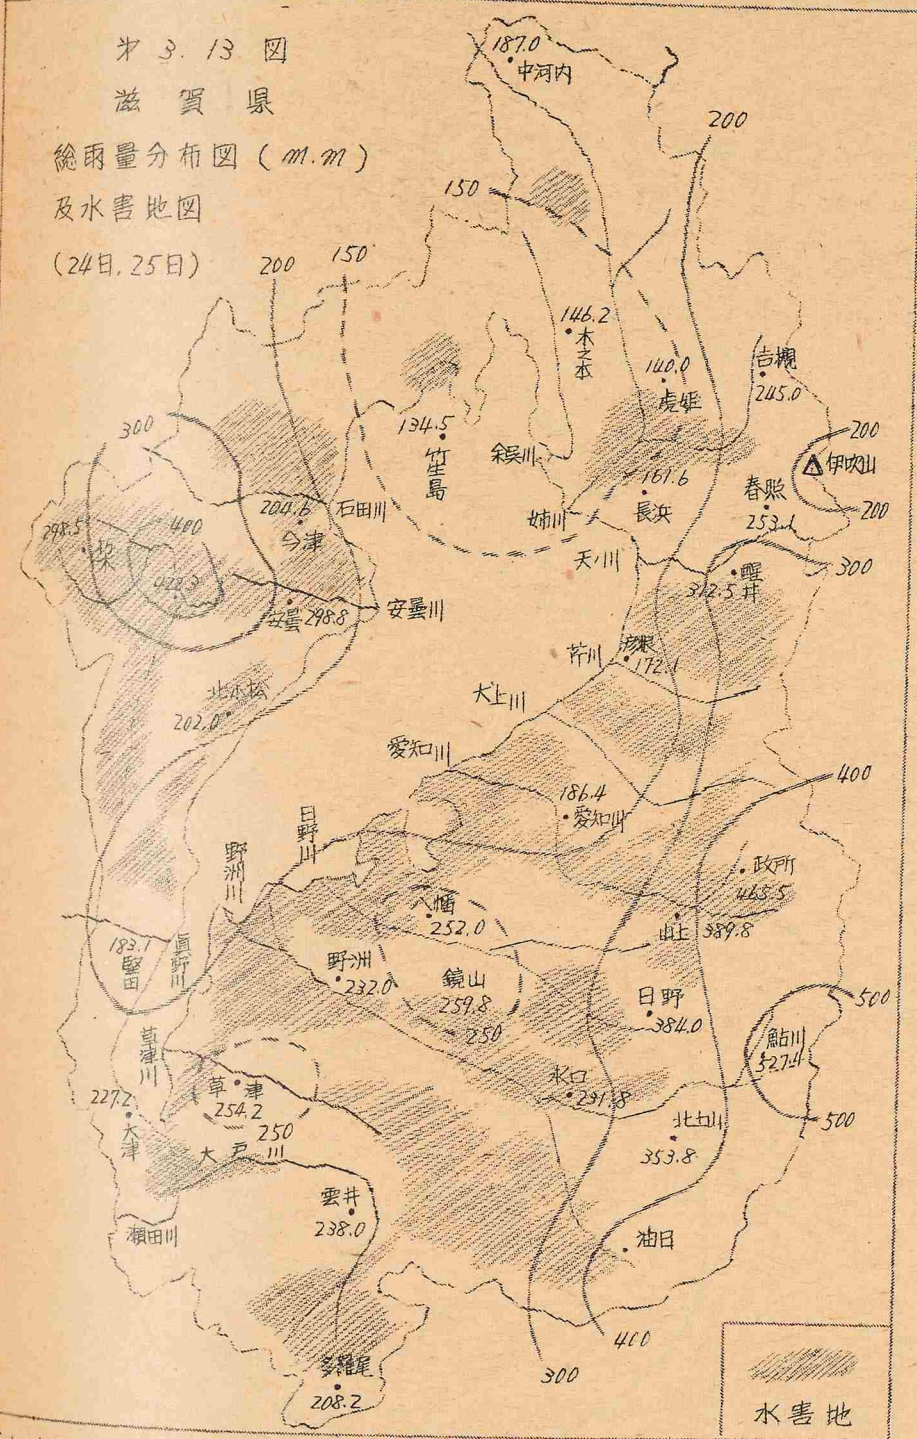 才 3.13 図
滋賀県
総雨量分布図(m.m)
及水害地図
(24日.25日)
187.0
中河内
200
150
200
150
146.2
木之本
140.0
虎姫
吉槻
245.0
300
134.5
竹生島
200
伊吹山
161.6
長浜
春照
253.1
200
姉川
石田川
204.6
今津
400
298.5
天ノ川
醒井
312.5
300
安曇 298.8
安曇川
芹川
彦根
172.1
北小松
202.0
犬上川
愛知川
400
186.4
愛知川
日野川
野洲川
政所
465.5
八幡
252.0
山上 389.8
183.1
堅田
真野川
野洲
232.0
鏡山
259.8
250
日野
384.0
500
鮎川
527.4
草津川
草津
254.2
250
227.2
大津
水口
291.8
北土山
353.8
500
大戸川
雲井
238.0
瀬田川
油日
多羅尾
208.2
400
300
水害地